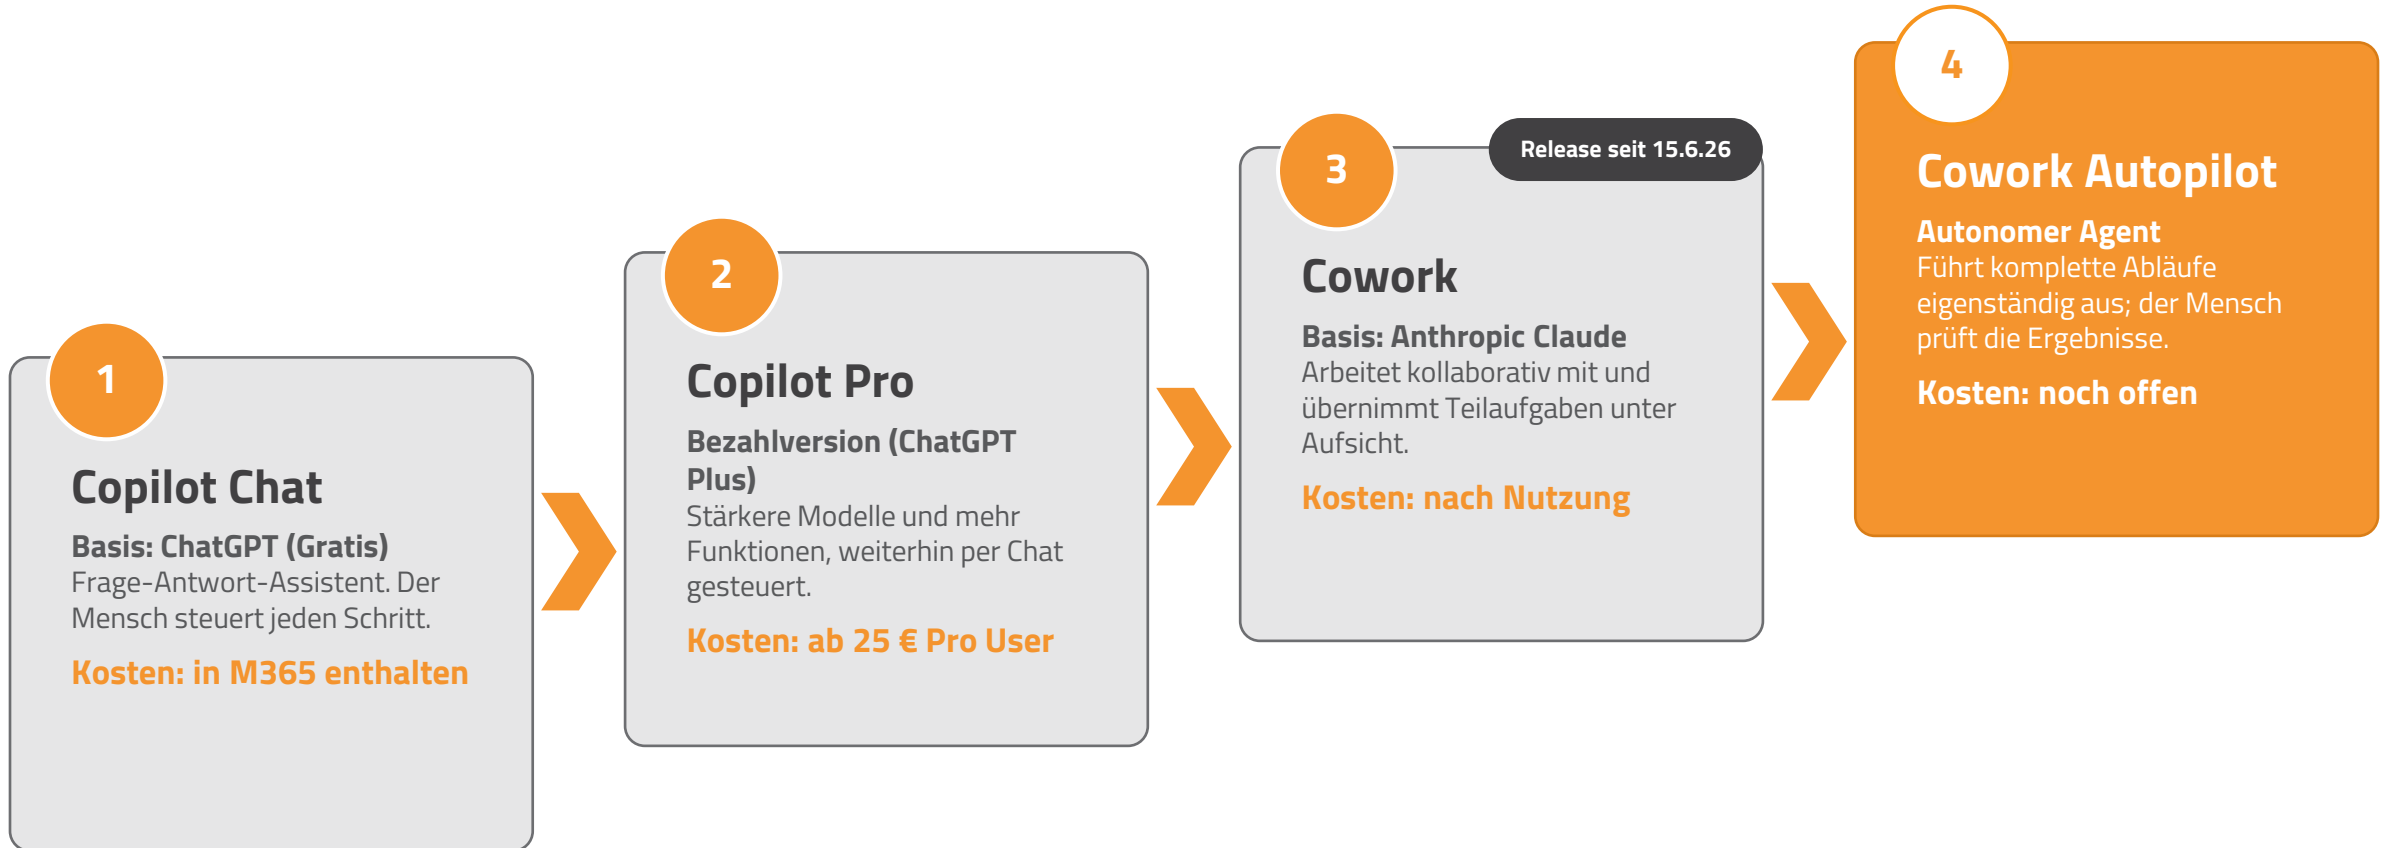 1
Copilot Chat
Basis: ChatGPT (Gratis)
Frage-Antwort-Assistent. Der
Mensch steuert jeden Schritt.
Kosten: in M365 enthalten
2
Copilot Pro
Bezahlversion (ChatGPT
Plus)
Stärkere Modelle und mehr
Funktionen, weiterhin per Chat
gesteuert.
Kosten: ab 25 € Pro User
3
Release seit 15.6.26
Cowork
Basis: Anthropic Claude
Arbeitet kollaborativ mit und
übernimmt Teilaufgaben unter
Aufsicht.
Kosten: nach Nutzung
4
Cowork Autopilot
Autonomer Agent
Führt komplette Abläufe
eigenständig aus; der Mensch
prüft die Ergebnisse.
Kosten: noch offen